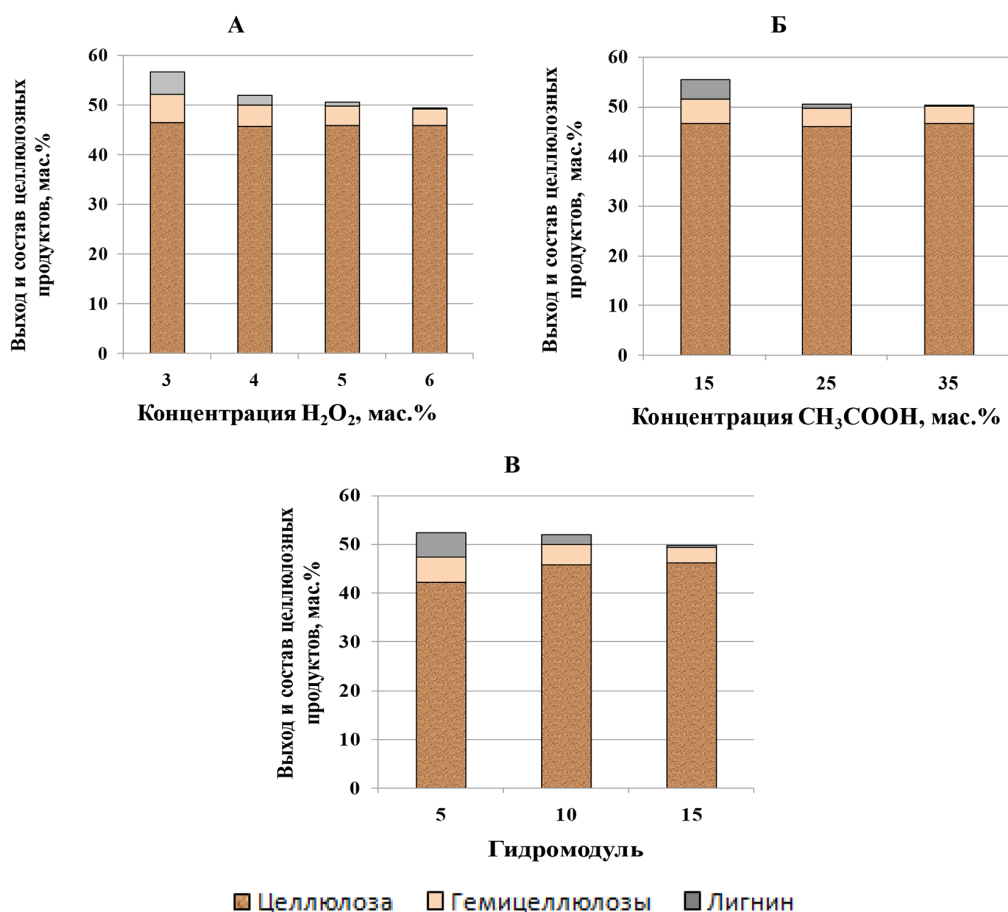 А
Выход и состав целлюлозных
продуктов, мас.%
60
50
40
30
20
10
0
3 4 5 6
Концентрация H₂O₂, мас.%
Б
Выход и состав целлюлозных
продуктов, мас.%
60
50
40
30
20
10
0
15 25 35
Концентрация CH₃COOH, мас.%
В
Выход и состав целлюлозных
продуктов, мас.%
60
50
40
30
20
10
0
5 10 15
Гидромодуль
Целлюлоза Гемицеллюлозы Лигнин